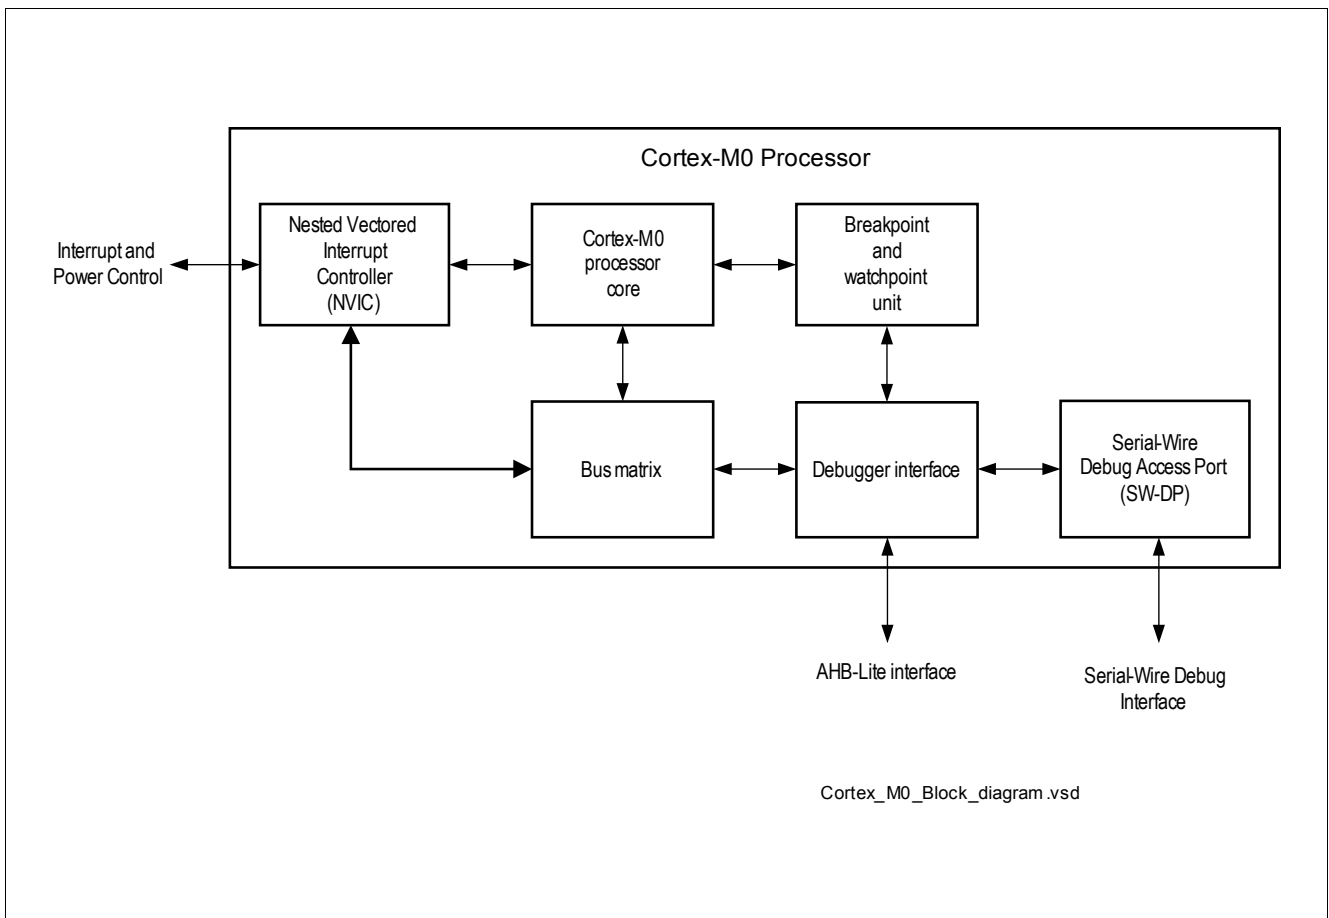 Cortex-M0 Processor
Nested Vectored
Interrupt
Controller
(NVIC)
Cortex-M0
processor
core
Breakpoint
and
watchpoint
unit
Interrupt and
Power Control
Bus matrix
Debugger interface
Serial-Wire
Debug Access Port
(SW-DP)
AHB-Lite interface
Serial-Wire Debug
Interface
Cortex_M0_Block_diagram.vsd